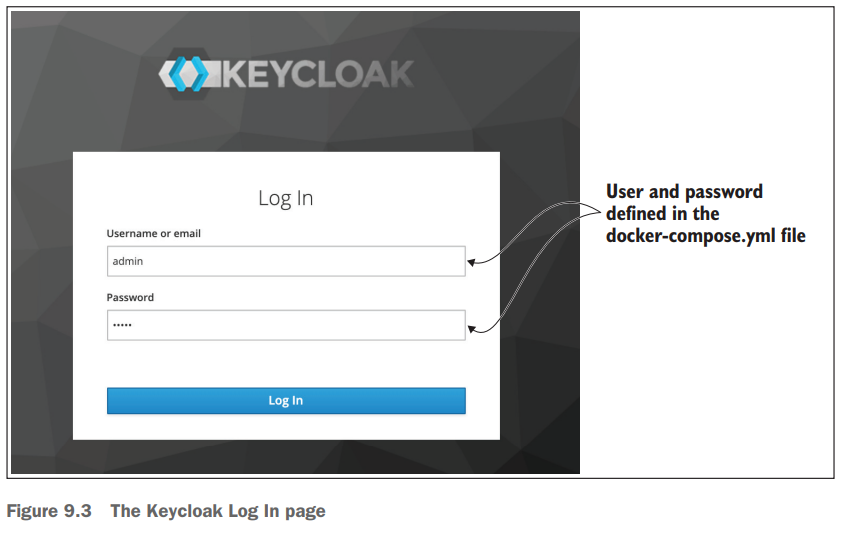 KEYCLOAK
Log In
Username or email
admin
Password
•••••
Log In
User and password
defined in the
docker-compose.yml file
Figure 9.3 The Keycloak Log In page